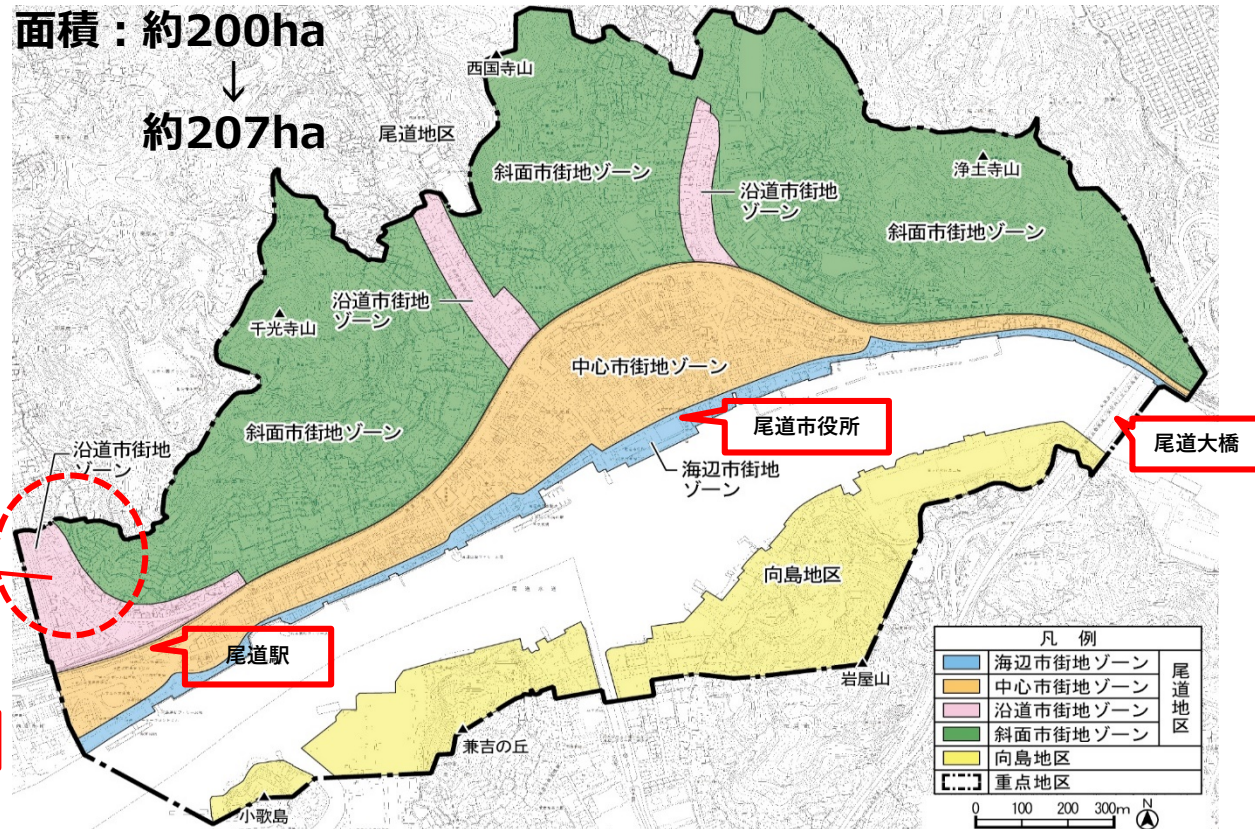 面積：約200ha
↓
約207ha
西国寺山
尾道地区
斜面市街地ゾーン
沿道市街地
ゾーン
浄土寺山
斜面市街地ゾーン
沿道市街地
ゾーン
千光寺山
中心市街地ゾーン
斜面市街地ゾーン
尾道市役所
尾道大橋
沿道市街地
ゾーン
海辺市街地
ゾーン
向島地区
尾道水道
尾道駅
岩屋山
兼吉の丘
小歌島
凡 例
海辺市街地ゾーン
中心市街地ゾーン
沿道市街地ゾーン
斜面市街地ゾーン
尾道地区
向島地区
重点地区
0 100 200 300m N